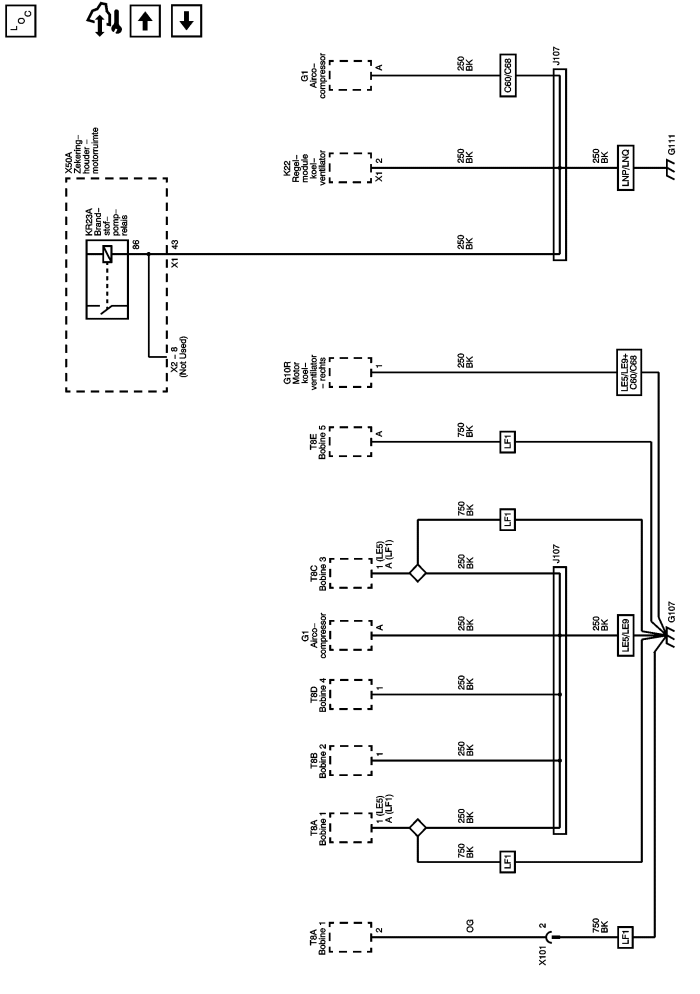 LOC
X50A
Zekering–
houder –
motorruimte
KR23A
Brand–
stof–
pomp–
relais
86
43
X1
X2 – 8
(Not Used)
G1
Airco–
compressor
A
250
BK
C60/C68
J107
K22
Regel–
module
koel–
ventilator
2
X1
250
BK
250
BK
LNP/LNQ
G111
250
BK
G10R
Motor
koel–
ventilator
– rechts
1
250
BK
LE5/LE9+
C60/C68
T8E
Bobine 5
A
750
BK
LF1
750
BK
LF1
T8C
Bobine 3
1 (LE5)
A (LF1)
250
BK
J107
G1
Airco–
compressor
A
250
BK
250
BK
LE5/LE9
G107
T8D
Bobine 4
1
250
BK
T8B
Bobine 2
1
250
BK
T8A
Bobine 1
1 (LE5)
A (LF1)
250
BK
750
BK
LF1
T8A
Bobine 1
2
OG
2
X101
750
BK
LF1